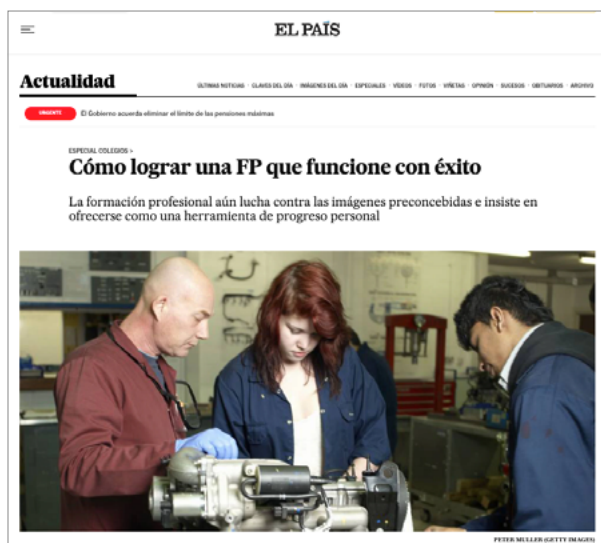 EL PAÍS
Actualidad
ÚLTIMAS NOTICIAS · CLAVES DEL DÍA · IMÁGENES DEL DÍA · ESPECIALES · VÍDEOS · FOTOS · VIÑETAS · OPINIÓN · SUCESOS · OBITUARIOS · ARCHIVO
URGENTE El Gobierno acuerda eliminar el límite de las pensiones máximas
ESPECIAL COLEGIOS >
Cómo lograr una FP que funcione con éxito
La formación profesional aún lucha contra las imágenes preconcebidas e insiste en
ofrecerse como una herramienta de progreso personal
PETER MULLER (GETTY IMAGES)